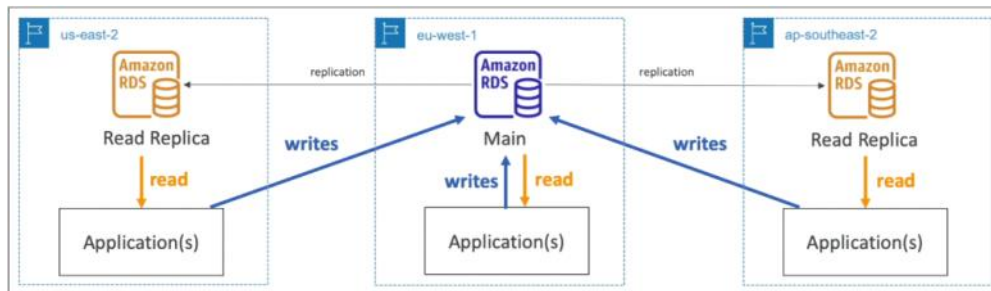 us-east-2
Amazon
RDS
Read Replica
read
Application(s)
replication
writes
eu-west-1
Amazon
RDS
Main
writes
read
Application(s)
replication
writes
ap-southeast-2
Amazon
RDS
Read Replica
read
Application(s)